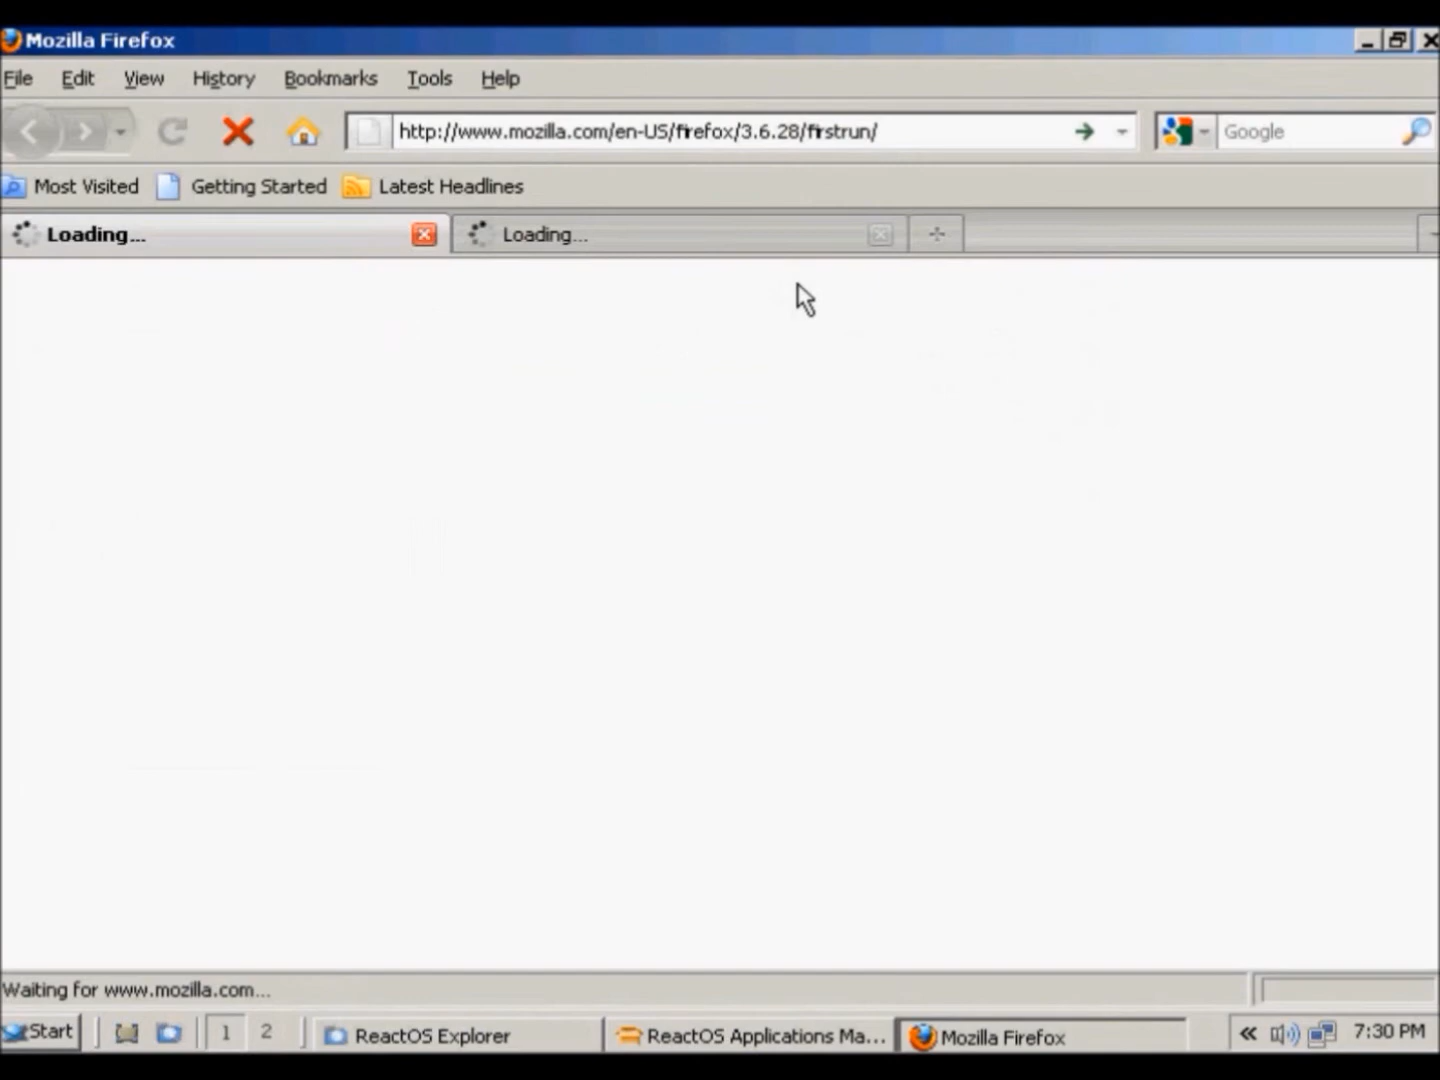 Mozilla Firefox
File Edit View History Bookmarks Tools Help
http://www.mozilla.com/en-US/firefox/3.6.28/firstrun/ Google
Most Visited Getting Started Latest Headlines
Loading... Loading...
Waiting for www.mozilla.com...
Start 1 2 ReactOS Explorer ReactOS Applications Ma... Mozilla Firefox 7:30 PM